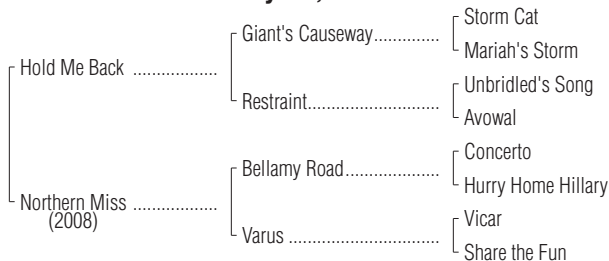 Storm Cat
Giant's Causeway
Mariah's Storm
Hold Me Back
Unbridled's Song
Restraint
Avowal
Concerto
Bellamy Road
Hurry Home Hillary
Northern Miss
(2008)
Vicar
Varus
Share the Fun